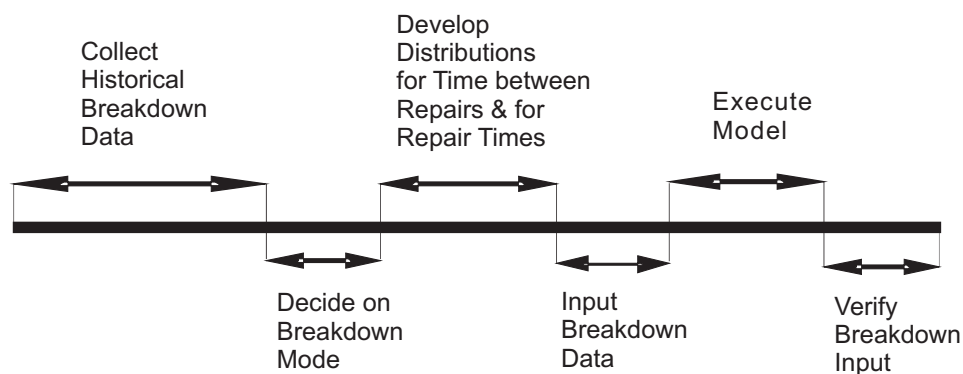 Collect
Historical
Breakdown
Data
Decide on
Breakdown
Mode
Develop
Distributions
for Time between
Repairs & for
Repair Times
Input
Breakdown
Data
Execute
Model
Verify
Breakdown
Input